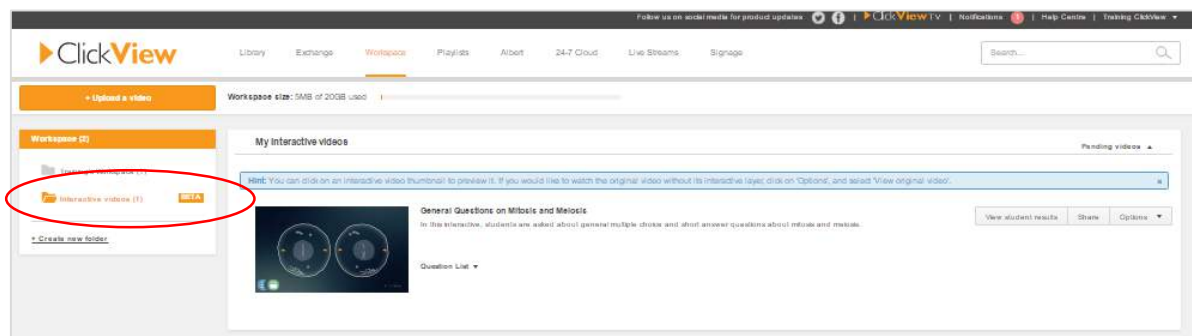 Follow us on social media for product updates | ClickView TV | Notifications 1 | Help Centre | Training ClickView
ClickView Library Exchange Workspace Playlists Albert 24-7 Cloud Live Streams Signage Search...
+ Upload a video Workspace size: 5MB of 20GB used
Workspace (2) My interactive videos Pending videos
Hint: You can click on an interactive video thumbnail to preview it. If you would like to watch the original video without its interactive layer, click on 'Options', and select 'View original video'.
Interactive videos (1) BETA
General Questions on Mitosis and Meiosis View student results Share Options
In this interactive, students are asked about general multiple choice and short answer questions about mitosis and meiosis.
+ Create new folder
Question List